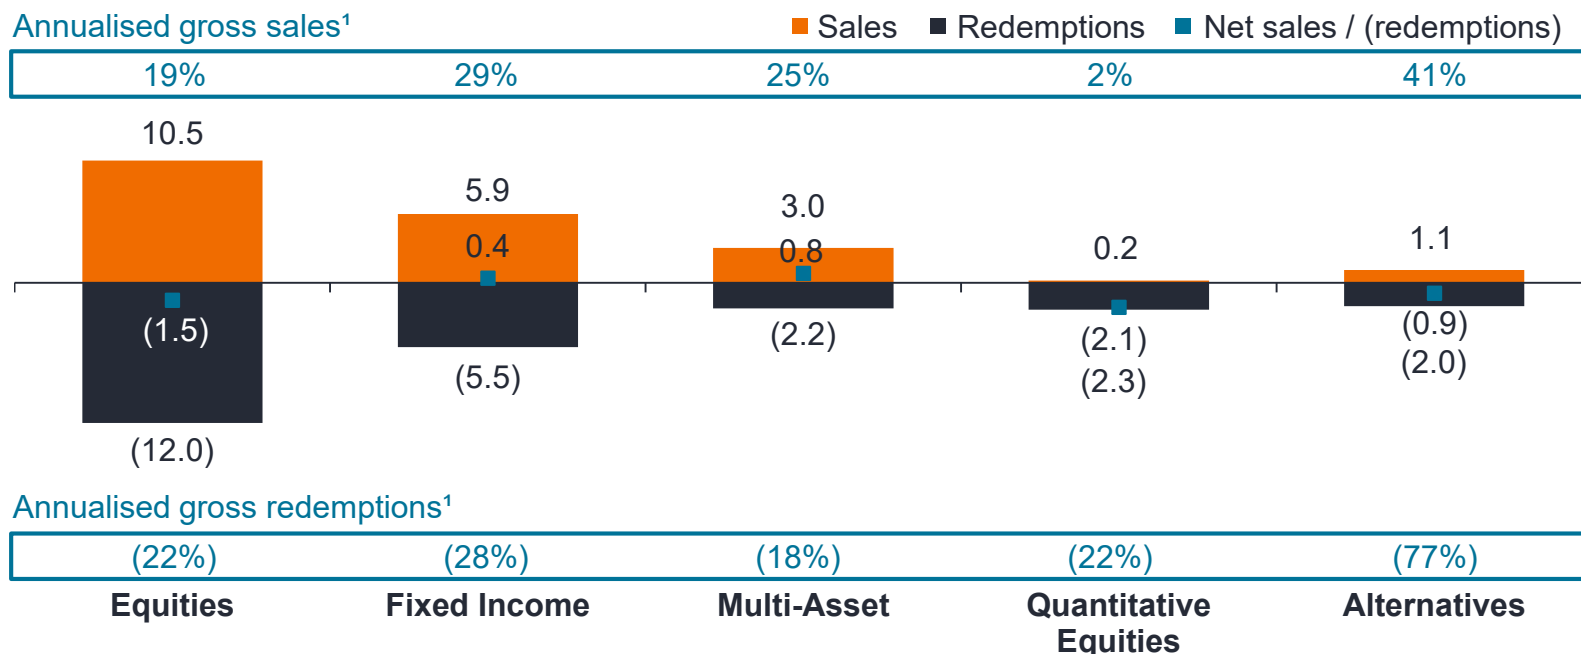 Annualised gross sales¹
Sales Redemptions Net sales / (redemptions)
19% 29% 25% 2% 41%
10.5 5.9 3.0 0.2 1.1
0.4 0.8
(1.5) (5.5) (2.2) (2.1) (0.9)
(12.0) (2.3) (2.0)
Annualised gross redemptions¹
(22%) (28%) (18%) (22%) (77%)
Equities Fixed Income Multi-Asset Quantitative Alternatives
Equities